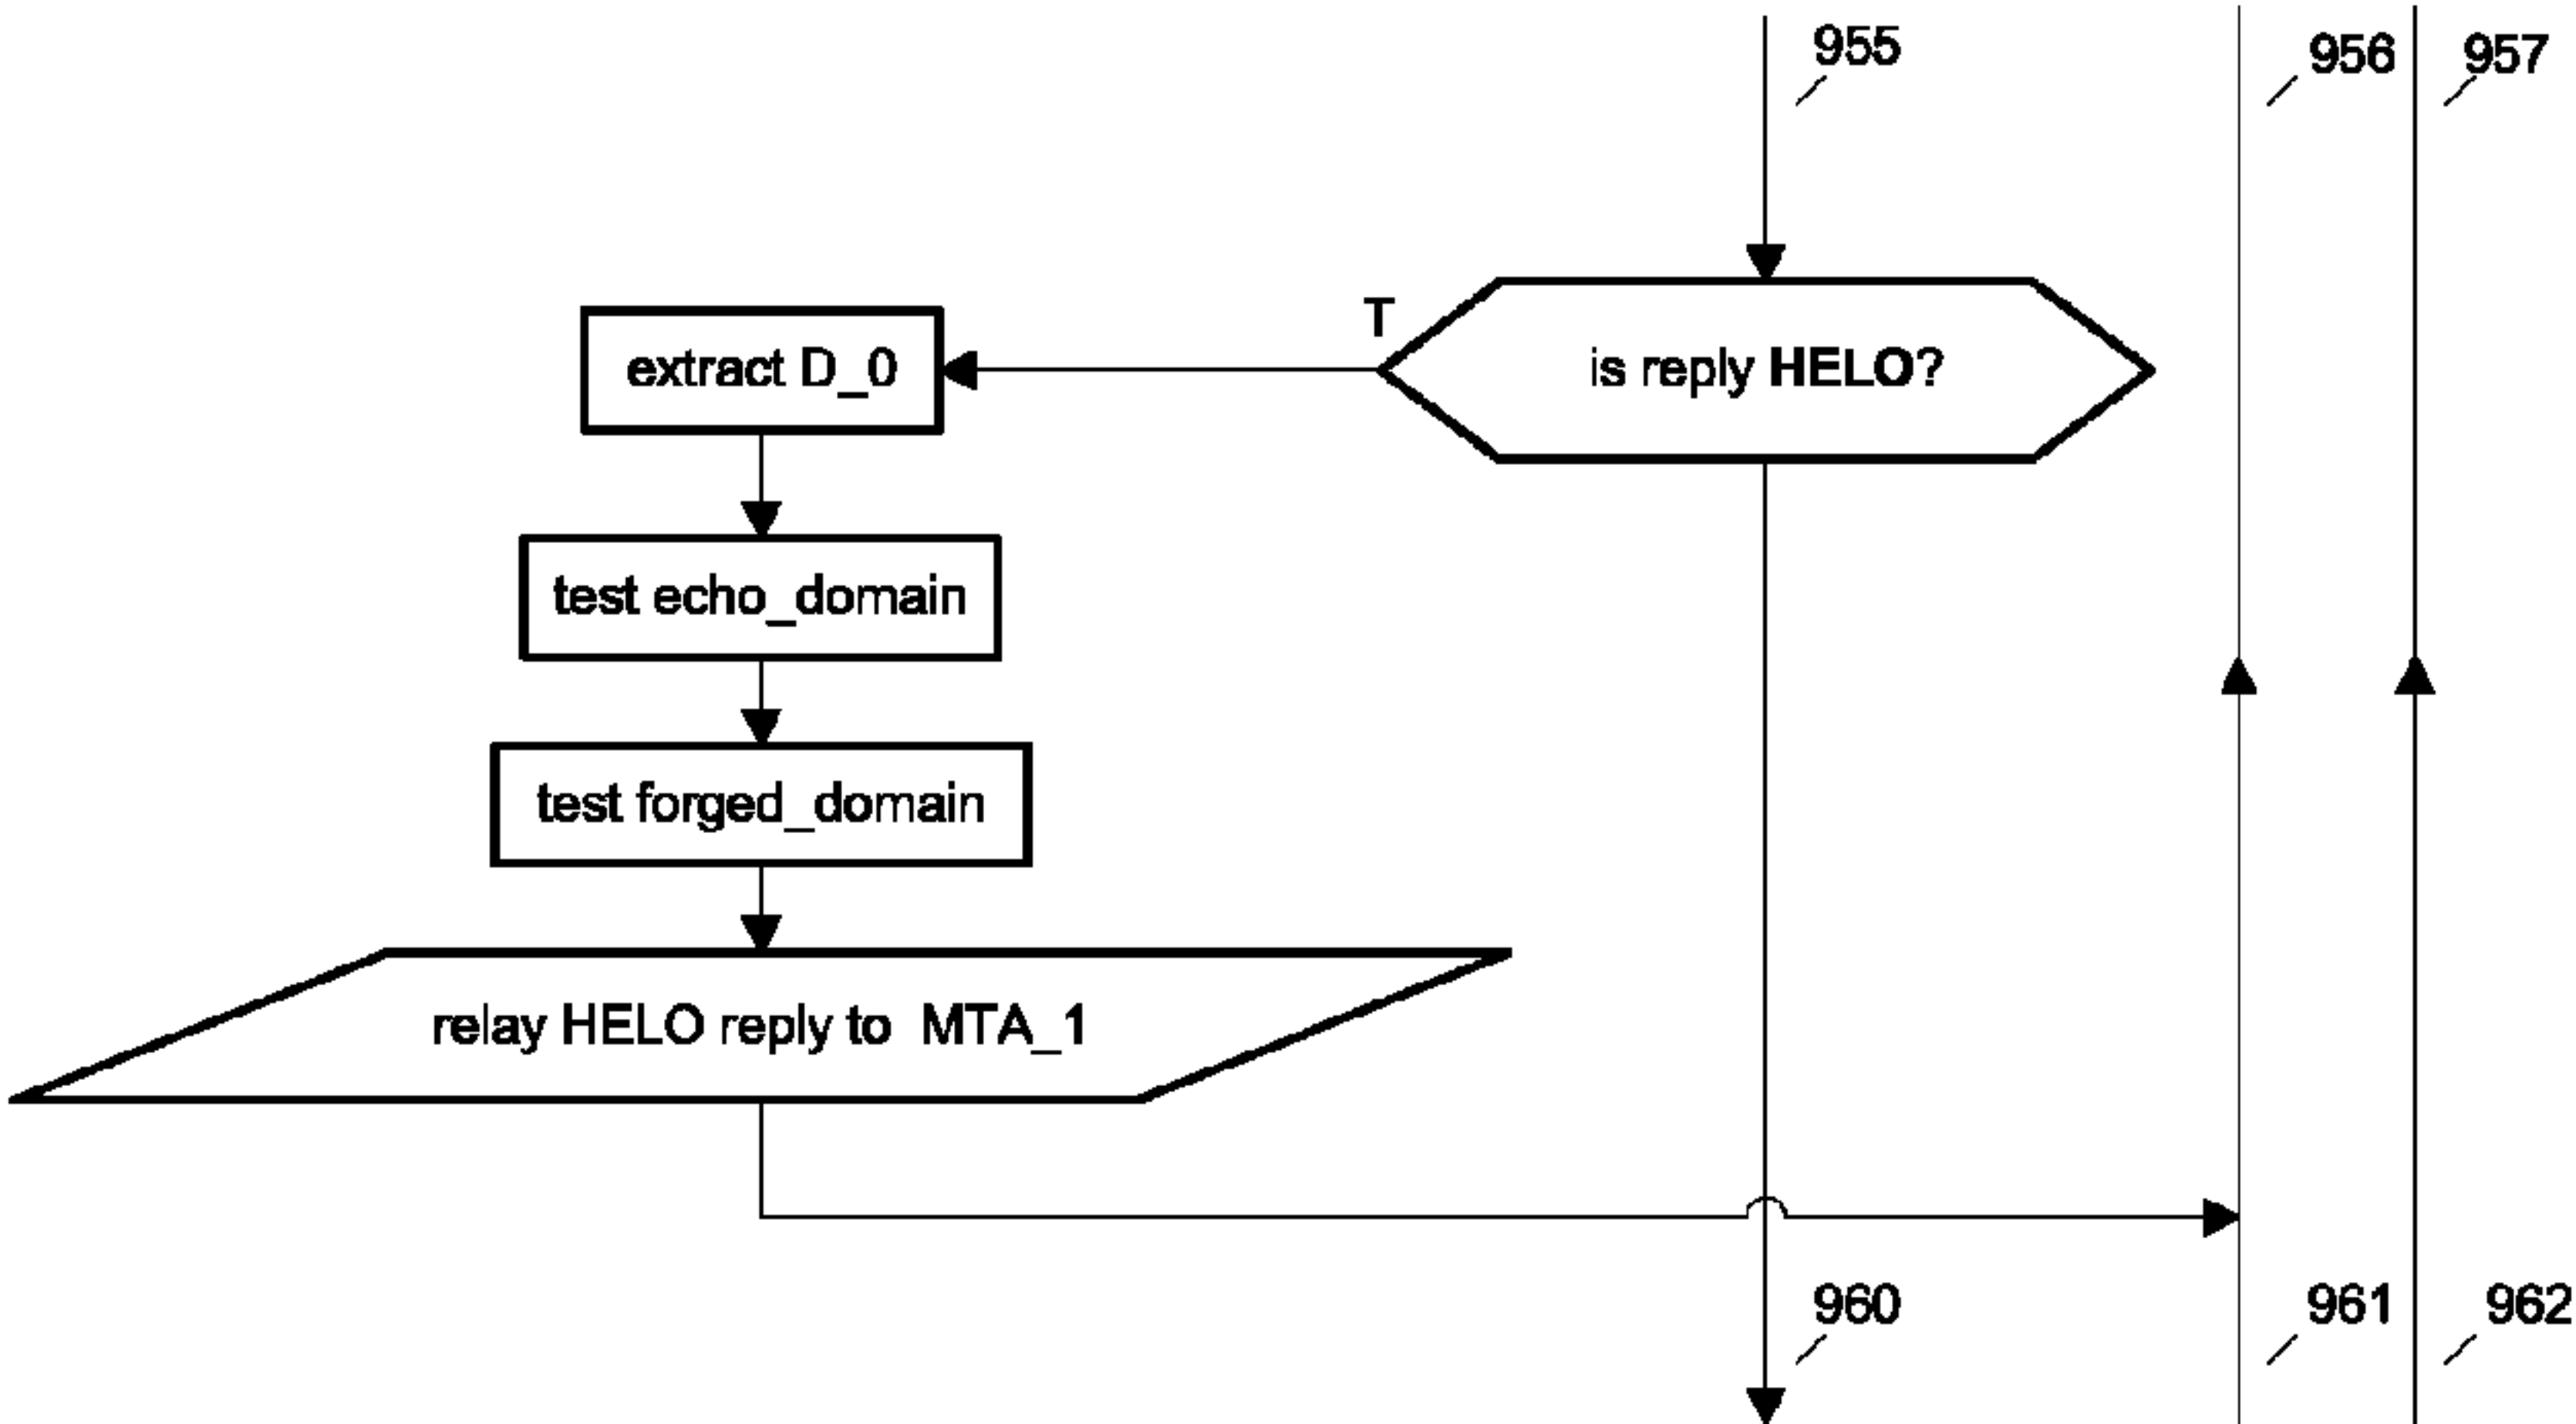 955
956
957
T
is reply HELO?
extract D_0
test echo_domain
test forged_domain
relay HELO reply to MTA_1
960
961
962